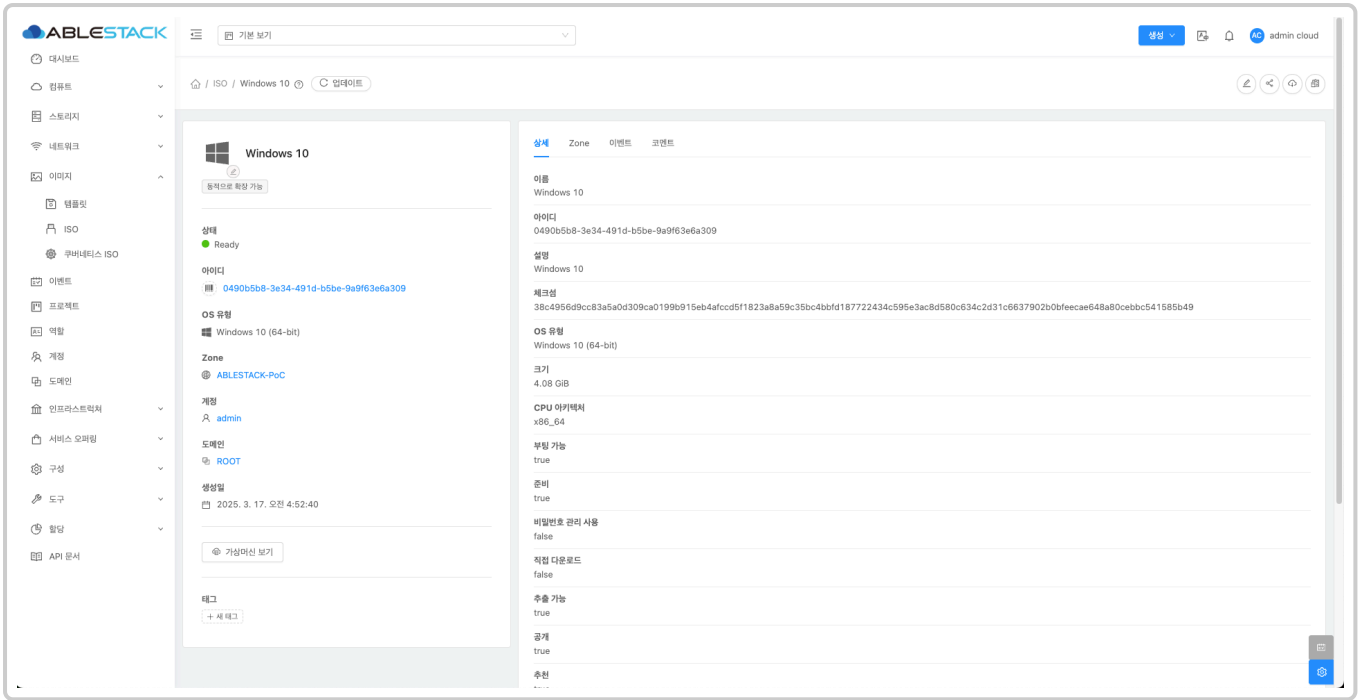 ABLESTACK
기본 보기
생성
AC
admin cloud
대시보드
컴퓨트
스토리지
네트워크
이미지
템플릿
ISO
쿠버네티스 ISO
이벤트
프로젝트
역할
계정
도메인
인프라스트럭쳐
서비스 오퍼링
구성
도구
할당
API 문서
/ ISO / Windows 10
업데이트
Windows 10
동적으로 확장 가능
상태
Ready
아이디
0490b5b8-3e34-491d-b5be-9a9f63e6a309
OS 유형
Windows 10 (64-bit)
Zone
ABLESTACK-PoC
계정
admin
도메인
ROOT
생성일
2025. 3. 17. 오전 4:52:40
가상머신 보기
태그
+ 새 태그
상세 Zone 이벤트 코멘트
이름
Windows 10
아이디
0490b5b8-3e34-491d-b5be-9a9f63e6a309
설명
Windows 10
체크섬
38c4956d9cc83a5a0d309ca0199b915eb4afccd5f1823a8a59c35bc4bbfd187722434c595e3ac8d580c634c2d31c6637902b0bfeecae648a80cebbc541585b49
OS 유형
Windows 10 (64-bit)
크기
4.08 GiB
CPU 아키텍처
x86_64
부팅 가능
true
준비
true
비밀번호 관리 사용
false
직접 다운로드
false
추출 가능
true
공개
true
추천